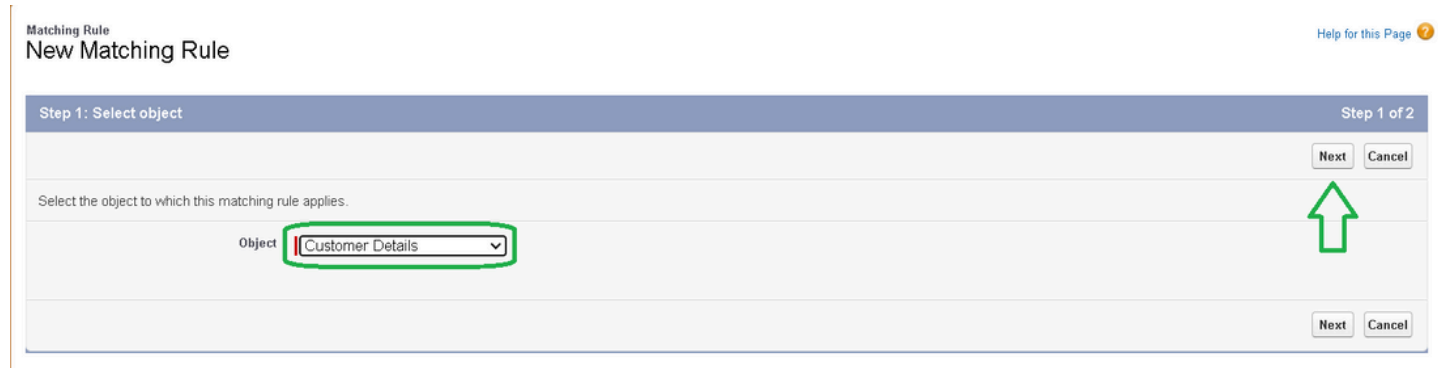 Matching Rule
New Matching Rule
Help for this Page ?
Step 1: Select object
Step 1 of 2
Next Cancel
Select the object to which this matching rule applies.
Object Customer Details
Next Cancel